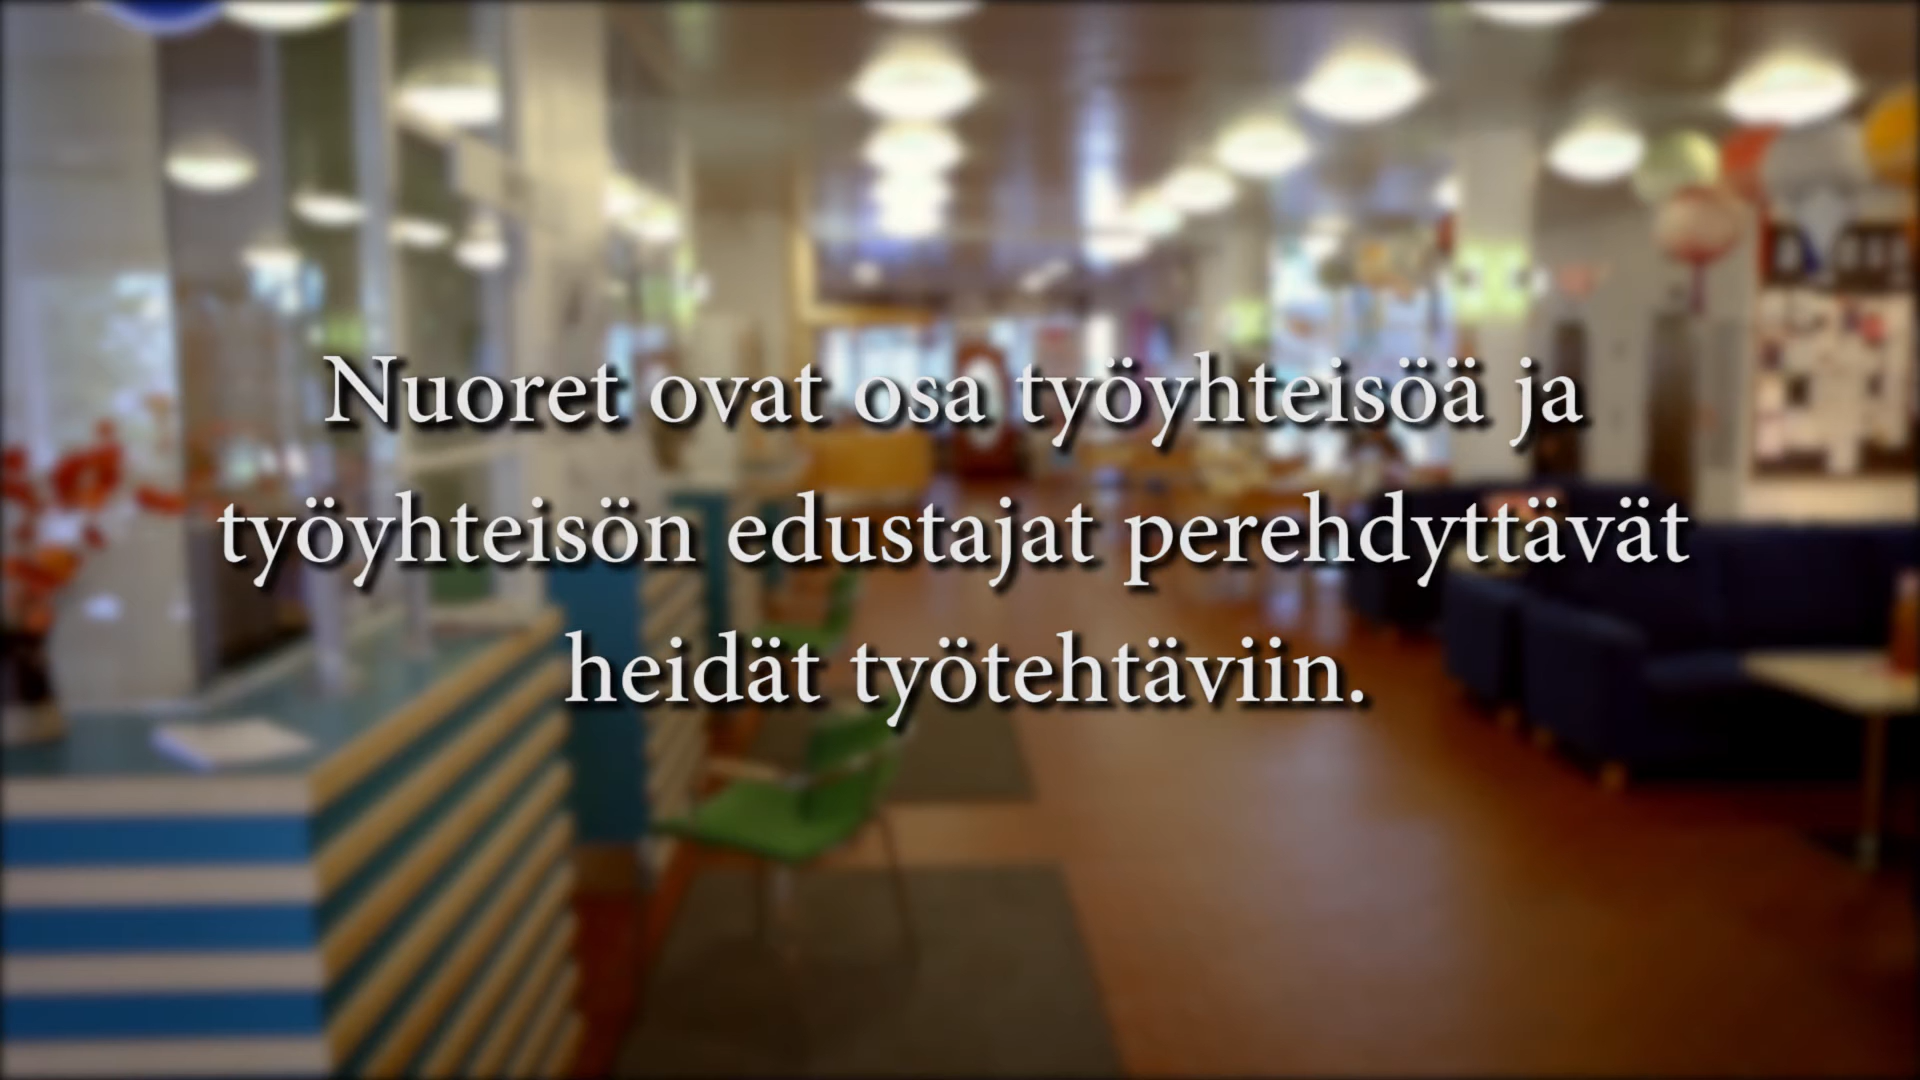 Nuoret ovat osa työyhteisöä ja
työyhteisön edustajat perehdyttävät
heidät työtehtäviin.